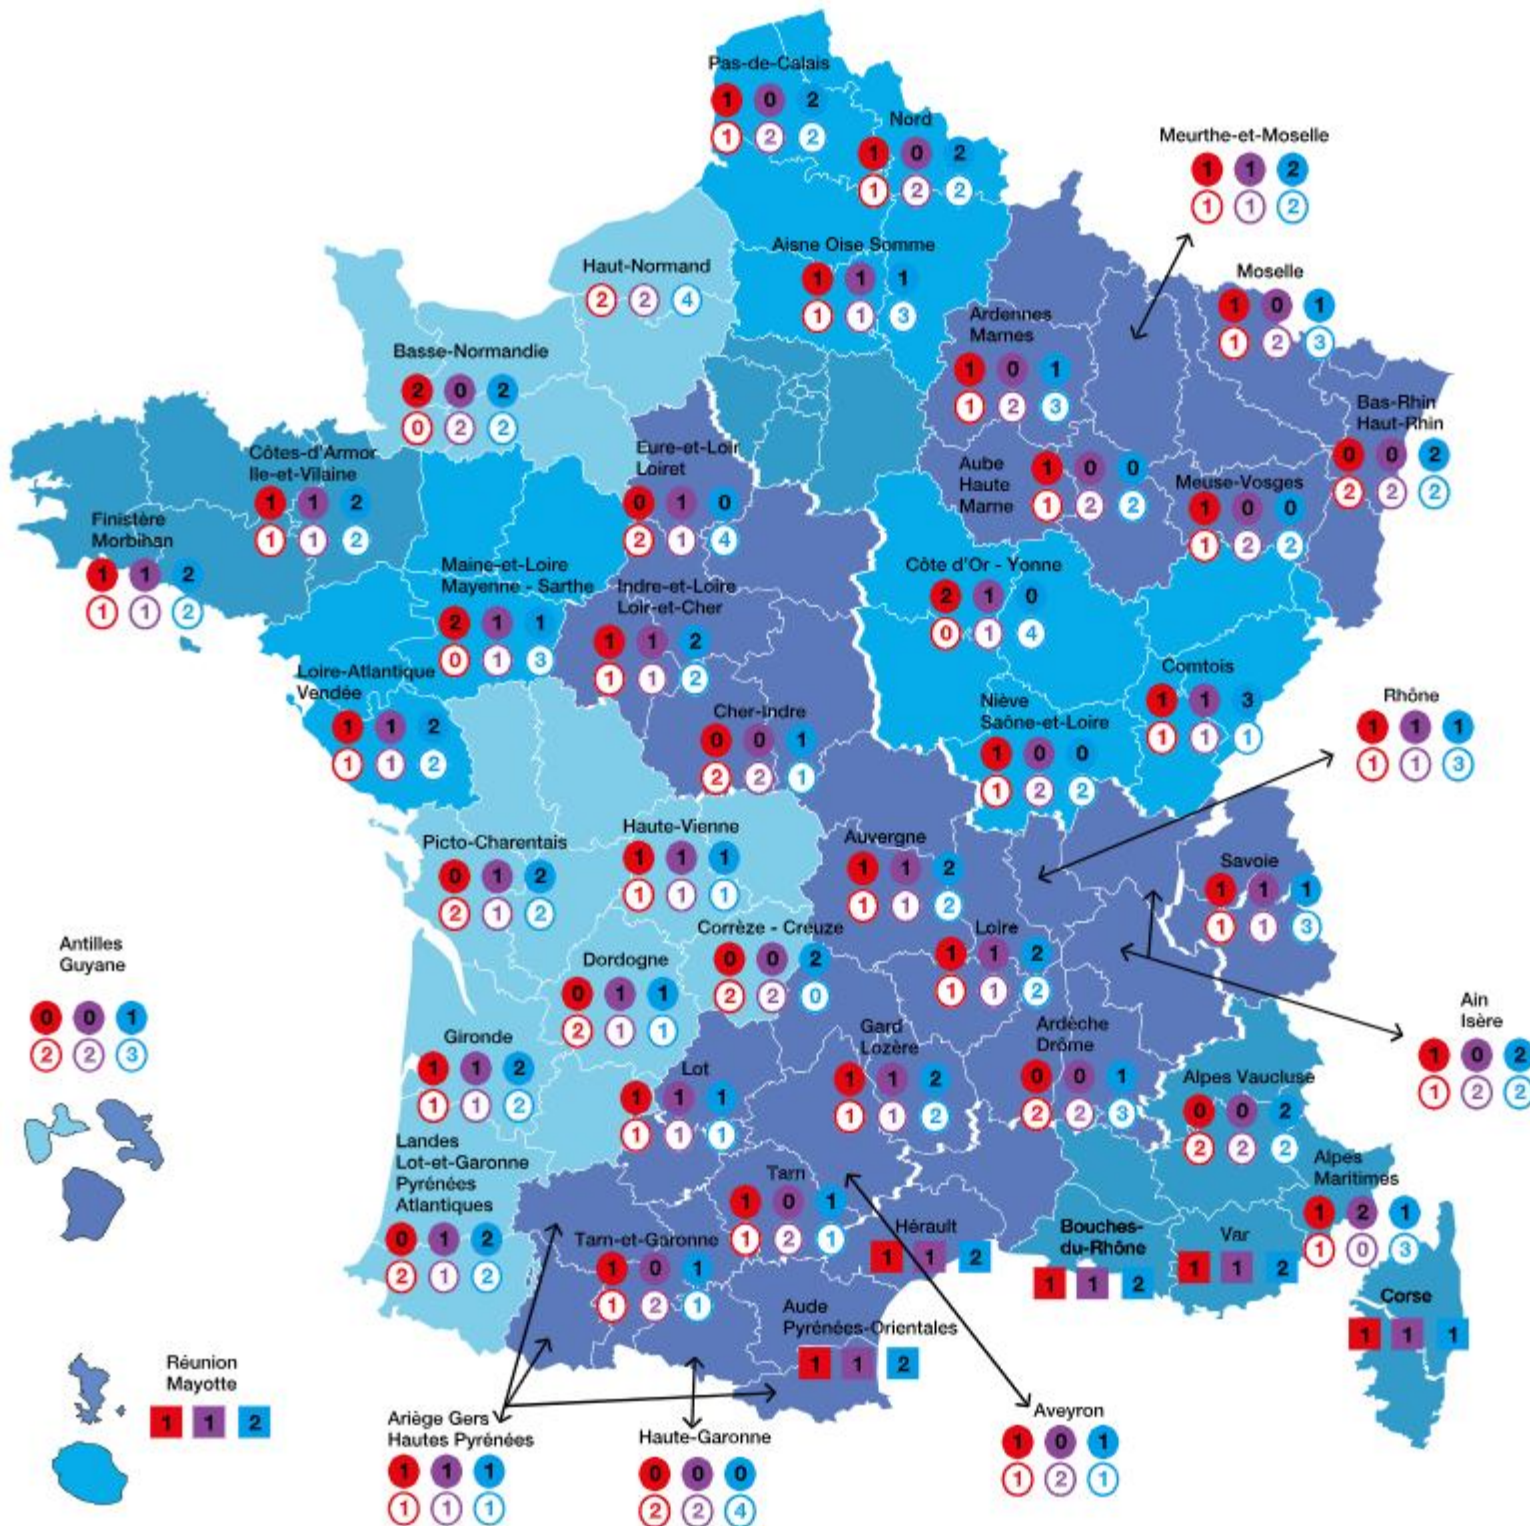 Pas-de-Calais
1 0 2
1 2 2
Nord
1 0 2
1 2 2
Meurthe-et-Moselle
1 1 2
1 1 2
Aisne Oise Somme
1 1 1
1 1 3
Haut-Normand
2 2 4
Moselle
1 0 1
1 2 3
Ardennes
Marnes
1 0 1
1 2 3
Basse-Normandie
2 0 2
0 2 2
Bas-Rhin
Haut-Rhin
0 0 2
2 2 2
Côtes-d'Armor
Ile-et-Vilaine
1 1 2
1 1 2
Eure-et-Loir
Loiret
0 1 0
2 1 4
Aube
Haute
Marne
1 0 0
1 2 2
Meuse-Vosges
1 0 0
1 2 2
Finistère
Morbihan
1 1 2
1 1 2
Maine-et-Loire
Mayenne - Sarthe
2 1 1
0 1 3
Indre-et-Loire
Loir-et-Cher
1 1 2
1 1 2
Côte d'Or - Yonne
2 1 0
0 1 4
Loire-Atlantique
Vendée
1 1 2
1 1 2
Comtois
1 1 3
1 1 1
Cher-Indre
0 0 1
2 2 1
Niève
Saône-et-Loire
1 0 0
1 2 2
Rhône
1 1 1
1 1 3
Picto-Charentais
0 1 2
2 1 2
Haute-Vienne
1 1 1
1 1 1
Auvergne
1 1 2
1 1 2
Savoie
1 1 1
1 1 3
Antilles
Guyane
0 0 1
2 2 3
Corrèze - Creuze
0 0 2
2 2 0
Loire
1 1 2
1 1 2
Dordogne
0 1 1
2 1 1
Ain
Isère
1 0 2
1 2 2
Gironde
1 1 2
1 1 2
Lot
1 1 1
1 1 1
Gard
Lozère
1 1 2
1 1 2
Ardèche
Drôme
0 0 1
2 2 3
Alpes Vaucluse
0 0 2
2 2 2
Landes
Lot-et-Garonne
Pyrénées
Atlantiques
0 1 2
2 1 2
Tarn
1 0 1
1 2 1
Alpes
Maritimes
1 2 1
1 0 3
Tarn-et-Garonne
1 0 1
1 2 1
Hérault
1 1 2
Bouches-
du-Rhône
1 1 2
Var
1 1 2
Corse
1 1 1
Aude
Pyrénées-Orientales
1 1 2
Réunion
Mayotte
1 1 2
Ariège Gers
Hautes Pyrénées
1 1 1
1 1 1
Haute-Garonne
0 0 0
2 2 4
Aveyron
1 0 1
1 2 1